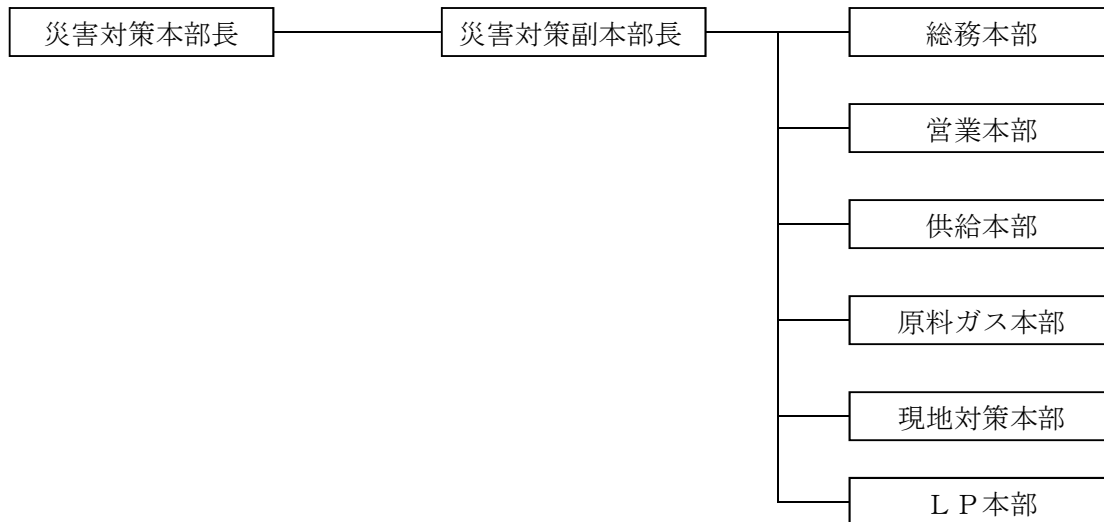 災害対策本部長
災害対策副本部長
総務本部
営業本部
供給本部
原料ガス本部
現地対策本部
ＬＰ本部